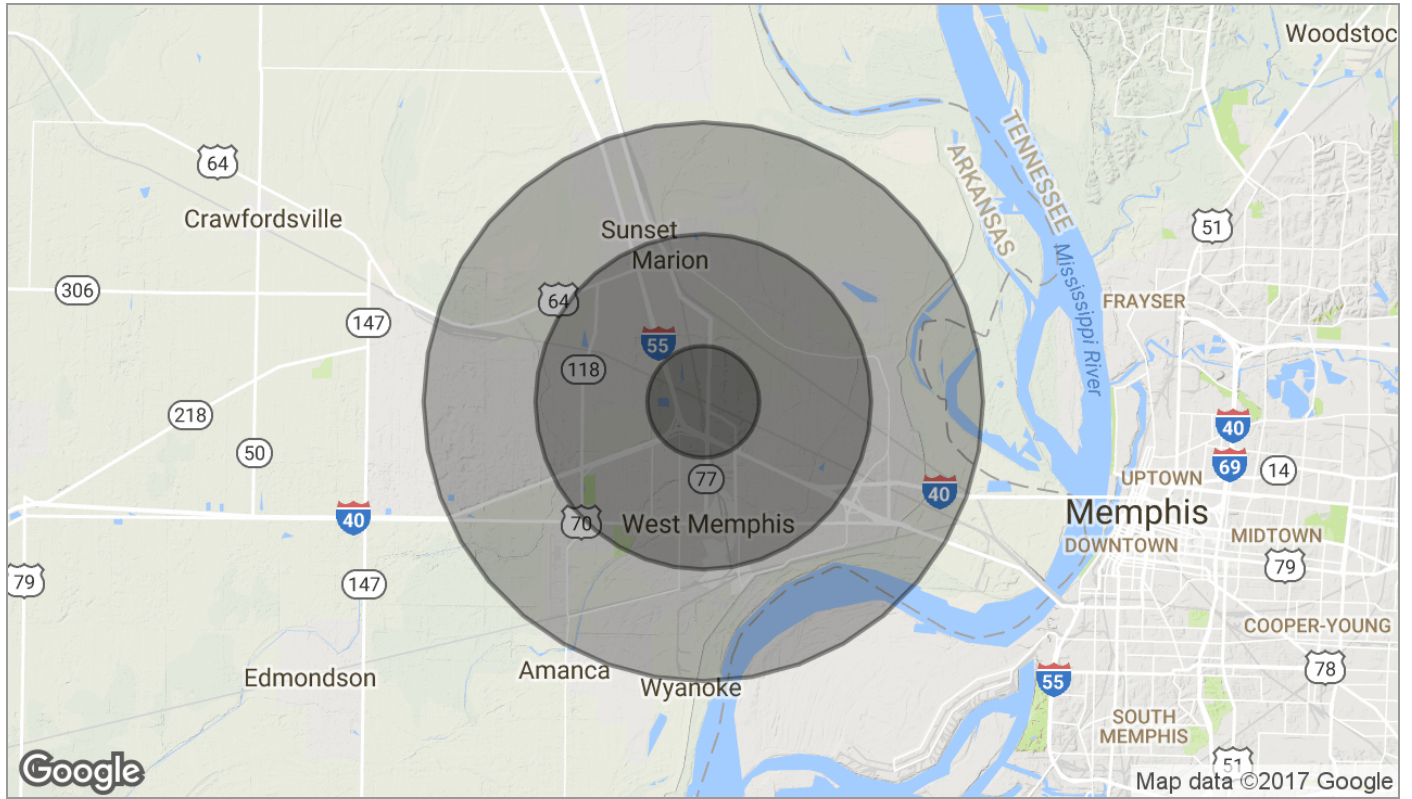 Woodstoc
64
TENNESSEE
ARKANSAS
Crawfordsville
51
Sunset
Marion
Mississippi River
306
64
FRAYSER
147
55
118
218
40
50
77
40
69
14
UPTOWN
40
70
West Memphis
Memphis
MIDTOWN
DOWNTOWN
79
147
79
COOPER-YOUNG
Edmondson
Amanca
Wyanoke
55
78
SOUTH
MEMPHIS
51
Google
Map data ©2017 Google